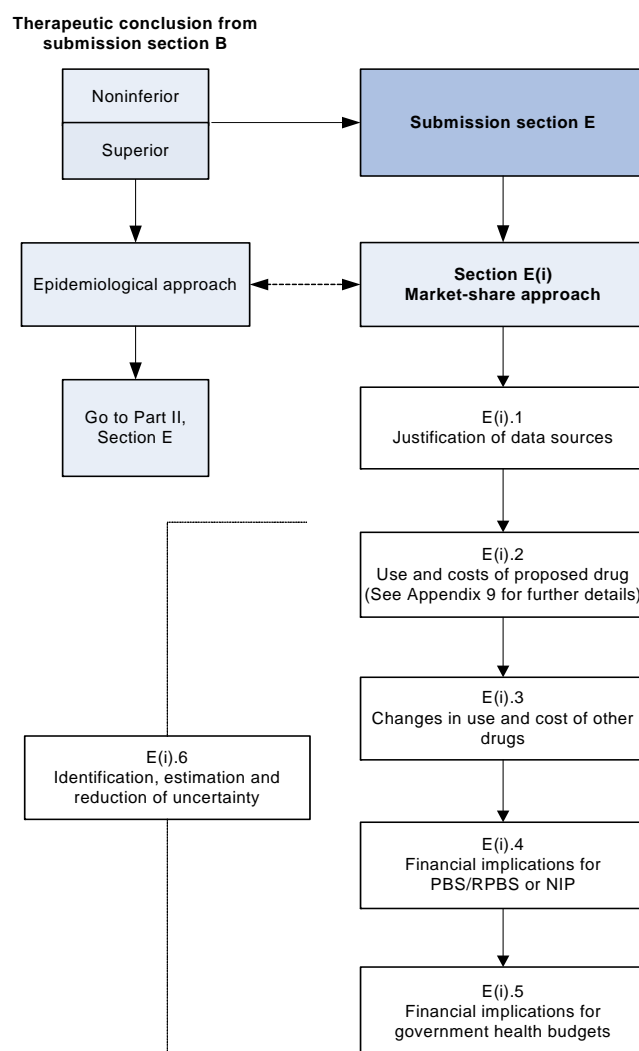 Therapeutic conclusion from
submission section B
Noninferior
Superior
Submission section E
Epidemiological approach
Section E(i)
Market-share approach
Go to Part II,
Section E
E(i).1
Justification of data sources
E(i).2
Use and costs of proposed drug
(See Appendix 9 for further details)
E(i).3
Changes in use and cost of other
drugs
E(i).6
Identification, estimation and
reduction of uncertainty
E(i).4
Financial implications for
PBS/RPBS or NIP
E(i).5
Financial implications for
government health budgets